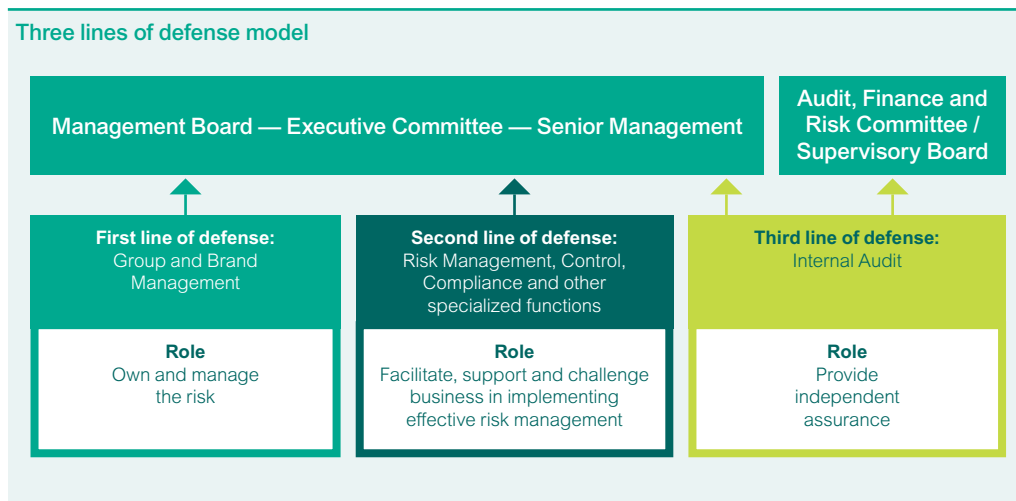 Three lines of defense model
Management Board — Executive Committee — Senior Management
Audit, Finance and
Risk Committee /
Supervisory Board
First line of defense:
Group and Brand
Management
Role
Own and manage
the risk
Second line of defense:
Risk Management, Control,
Compliance and other
specialized functions
Role
Facilitate, support and challenge
business in implementing
effective risk management
Third line of defense:
Internal Audit
Role
Provide
independent
assurance